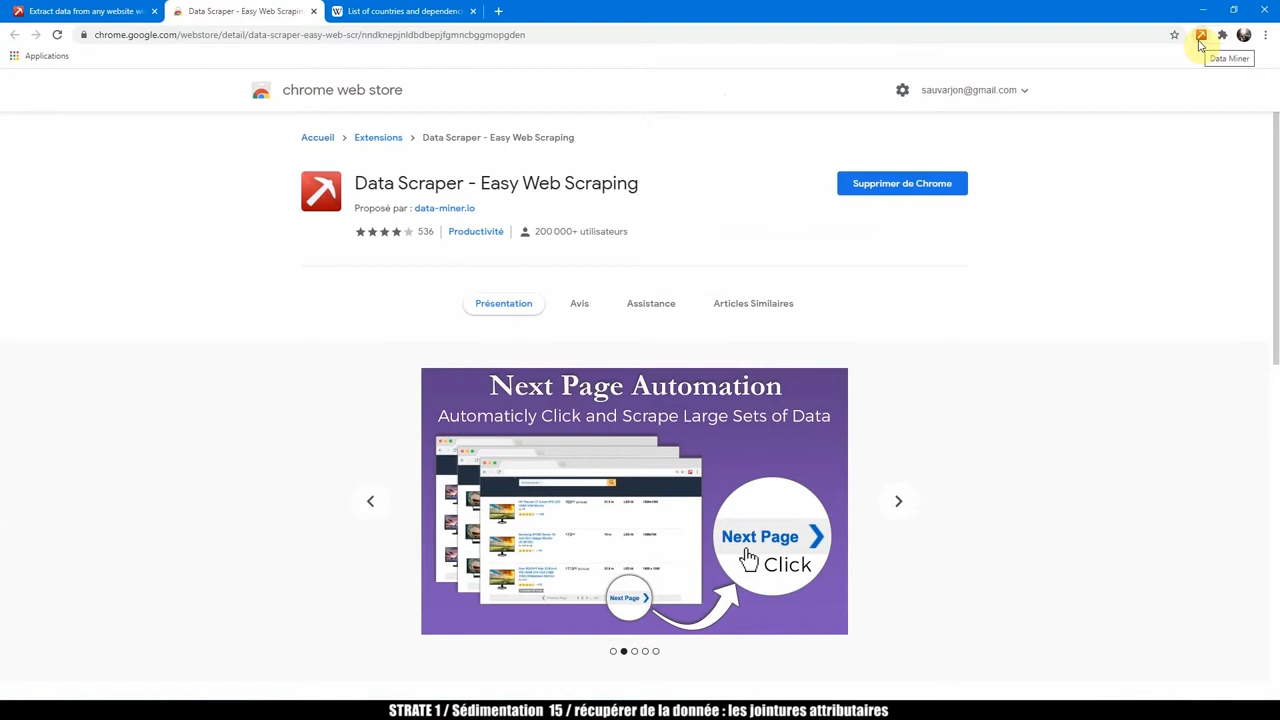 Extract data from any website wi
Data Scraper - Easy Web Scrapin
List of countries and dependenc
chrome.google.com/webstore/detail/data-scraper-easy-web-scr/nndknepjnldbdbepjfgmncbggmopgden
Data Miner
Applications
chrome web store
sauvarjon@gmail.com
Accueil > Extensions > Data Scraper - Easy Web Scraping
Data Scraper - Easy Web Scraping
Supprimer de Chrome
Proposé par : data-miner.io
536 Productivité 200 000+ utilisateurs
Présentation Avis Assistance Articles Similaires
Next Page Automation
Automaticly Click and Scrape Large Sets of Data
Next Page
Click
Next Page
STRATE 1 / Sédimentation 15 / récupérer de la donnée : les jointures attributaires